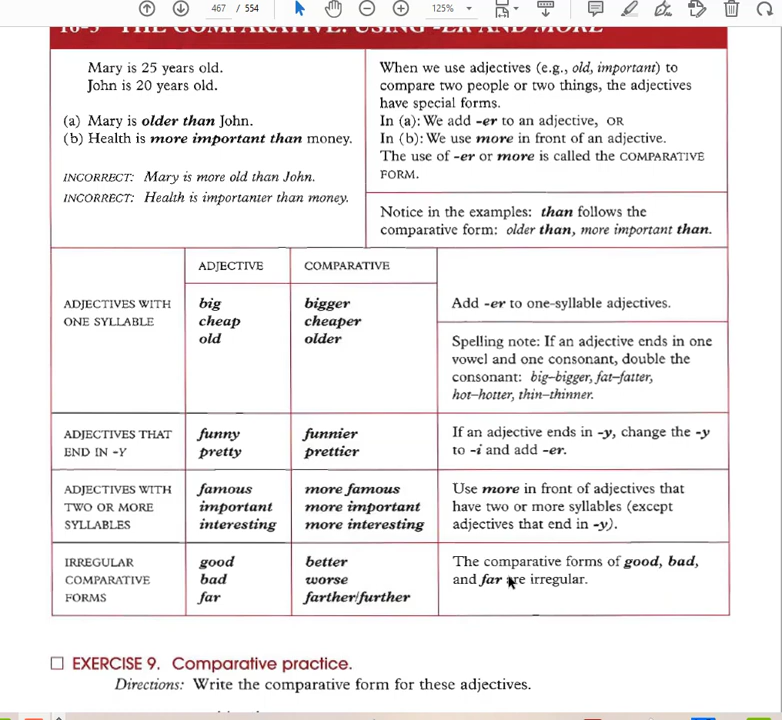 467 / 554
125%
16-3 THE COMPARATIVE: USING -ER AND MORE
Mary is 25 years old.
John is 20 years old.
(a) Mary is older than John.
(b) Health is more important than money.
INCORRECT: Mary is more old than John.
INCORRECT: Health is importanter than money.
When we use adjectives (e.g., old, important) to
compare two people or two things, the adjectives
have special forms.
In (a): We add -er to an adjective, OR
In (b): We use more in front of an adjective.
The use of -er or more is called the COMPARATIVE
FORM.
Notice in the examples: than follows the
comparative form: older than, more important than.
ADJECTIVE COMPARATIVE
ADJECTIVES WITH
ONE SYLLABLE
big bigger
cheap cheaper
old older
Add -er to one-syllable adjectives.
Spelling note: If an adjective ends in one
vowel and one consonant, double the
consonant: big–bigger, fat–fatter,
hot–hotter, thin–thinner.
ADJECTIVES THAT
END IN -Y
funny funnier
pretty prettier
If an adjective ends in -y, change the -y
to -i and add -er.
ADJECTIVES WITH
TWO OR MORE
SYLLABLES
famous more famous
important more important
interesting more interesting
Use more in front of adjectives that
have two or more syllables (except
adjectives that end in -y).
IRREGULAR
COMPARATIVE
FORMS
good better
bad worse
far farther/further
The comparative forms of good, bad,
and far are irregular.
EXERCISE 9. Comparative practice.
Directions: Write the comparative form for these adjectives.